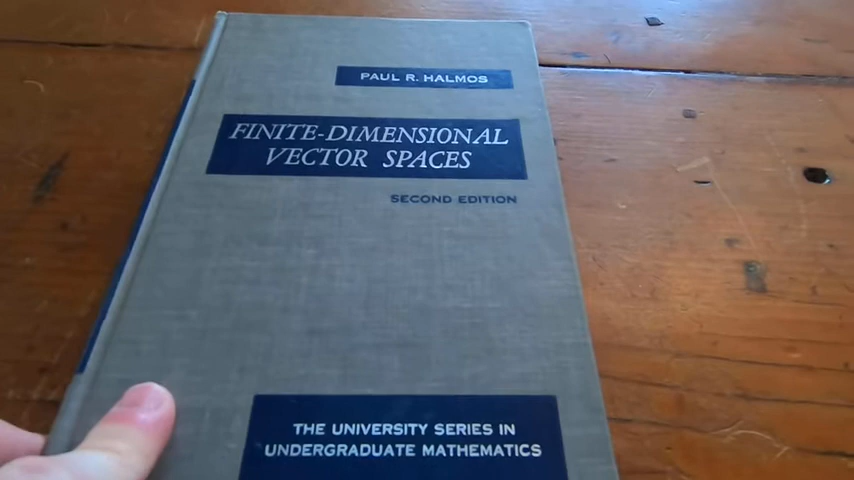 PAUL R. HALMOS
FINITE-DIMENSIONAL
VECTOR SPACES
SECOND EDITION
THE UNIVERSITY SERIES IN
UNDERGRADUATE MATHEMATICS